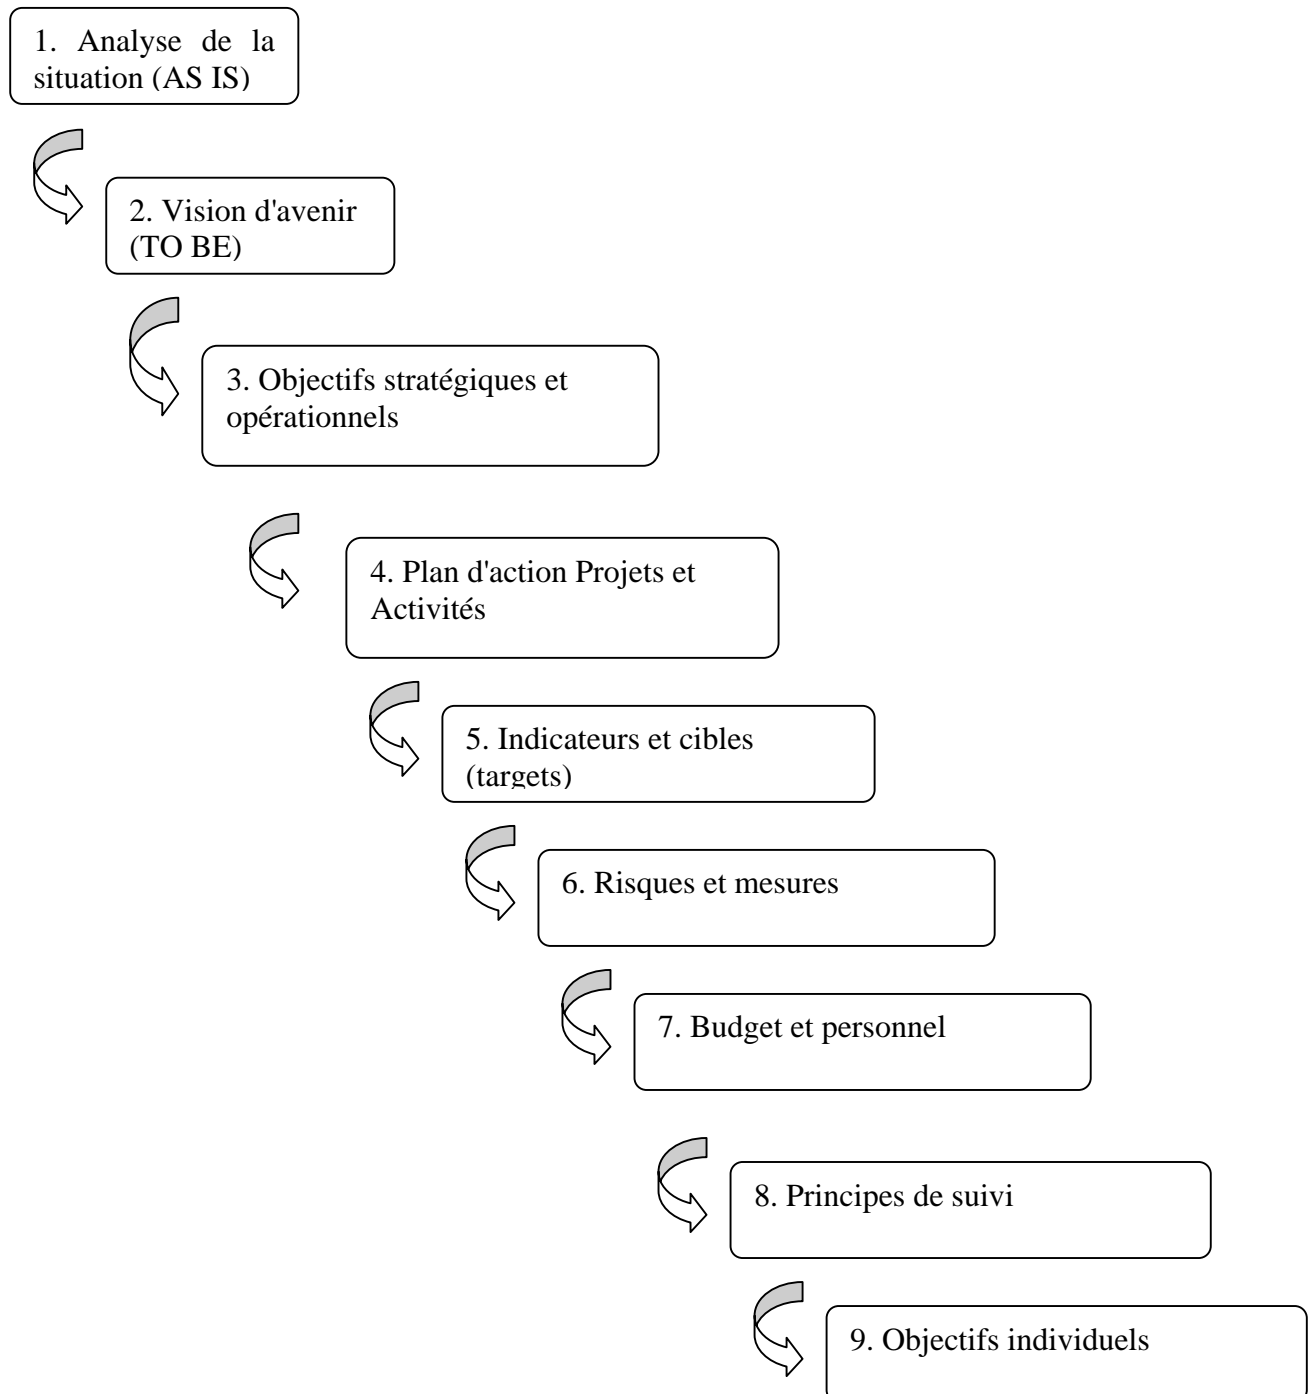 1. Analyse de la
situation (AS IS)
2. Vision d'avenir
(TO BE)
3. Objectifs stratégiques et
opérationnels
4. Plan d'action Projets et
Activités
5. Indicateurs et cibles
(targets)
6. Risques et mesures
7. Budget et personnel
8. Principes de suivi
9. Objectifs individuels